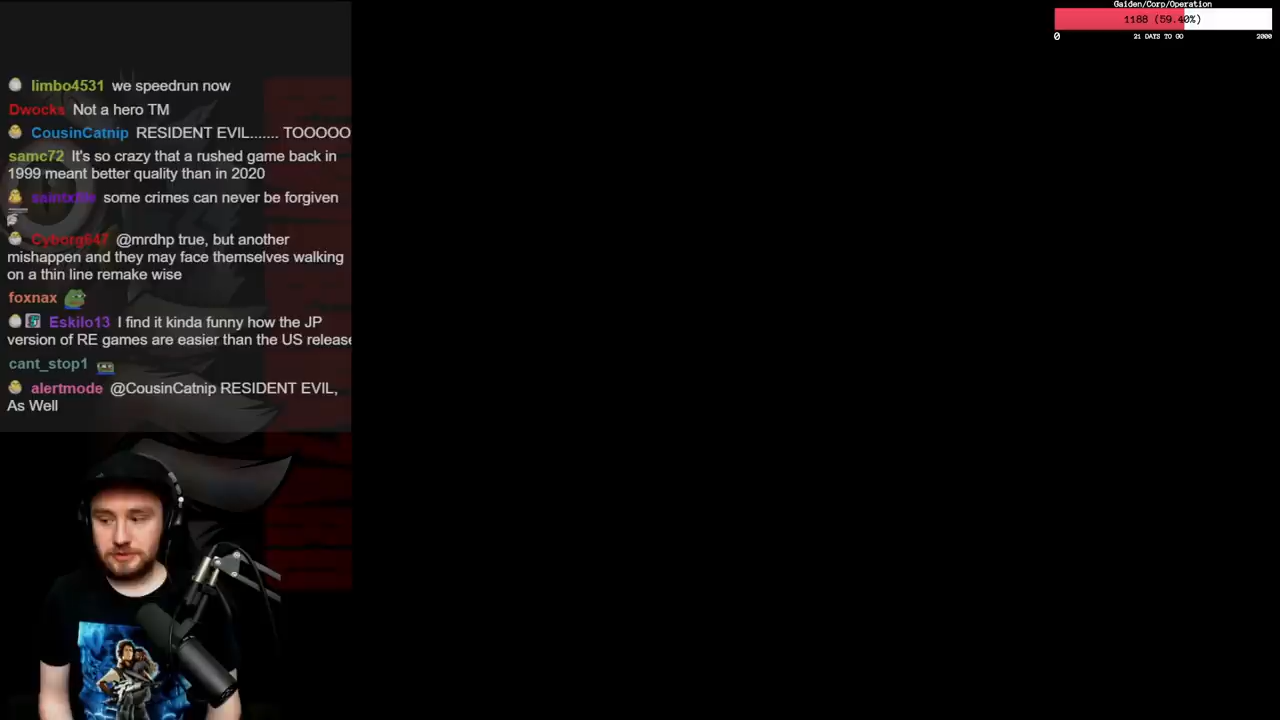 Gaiden/Corp/Operation
1188 (59.40%)
0 21 DAYS TO GO 2000
limbo4531 we speedrun now
Dwocks Not a hero TM
CousinCatnip RESIDENT EVIL....... TOOOOO
samc72 It's so crazy that a rushed game back in
1999 meant better quality than in 2020
some crimes can never be forgiven
Cyborg647 @mrdhp true, but another
mishappen and they may face themselves walking
on a thin line remake wise
foxnax
Eskilo13 I find it kinda funny how the JP
version of RE games are easier than the US release
cant_stop1
alertmode @CousinCatnip RESIDENT EVIL,
As Well